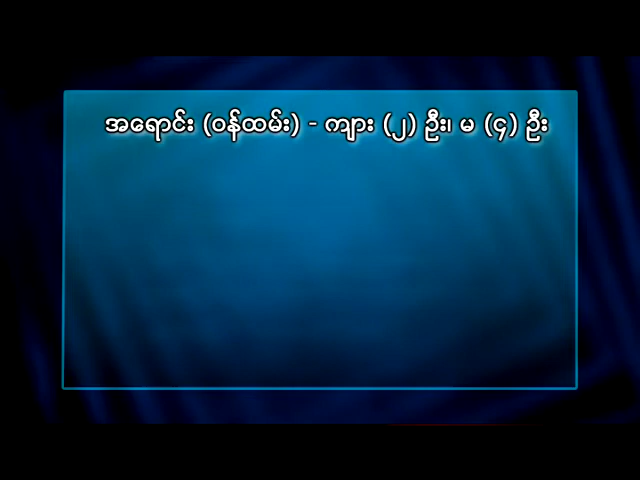 အရောင်း (ဝန်ထမ်း) - ကျား (၂) ဦး၊ မ (၄) ဦး